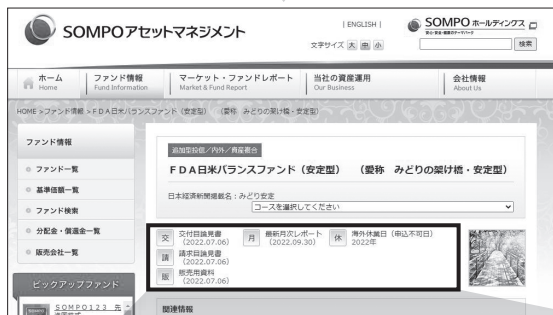 SOMPOアセットマネジメント
| ENGLISH |
SOMPO ホールディングス
安心・安全・健康のテーマパーク
文字サイズ 大 中 小
検索
ホーム
Home
ファンド情報
Fund Information
マーケット・ファンドレポート
Market & Fund Report
当社の資産運用
Our Business
会社情報
About Us
HOME >ファンド情報 >FDA日米バランスファンド（安定型） （愛称 みどりの架け橋・安定型）
ファンド情報
ファンド一覧
基準価額一覧
ファンド検索
分配金・償還金一覧
販売会社一覧
ピックアップファンド
SOMPO123 先
追加型投信／内外／資産複合
FDA日米バランスファンド（安定型） （愛称 みどりの架け橋・安定型）
日本経済新聞掲載名：みどり安定
コースを選択してください
交 交付目論見書
（2022.07.06）
月 最新月次レポート
（2022.09.30）
休 海外休業日（申込不可日）
2022年
請 請求目論見書
（2022.07.06）
販 販売用資料
（2022.07.06）
関連情報